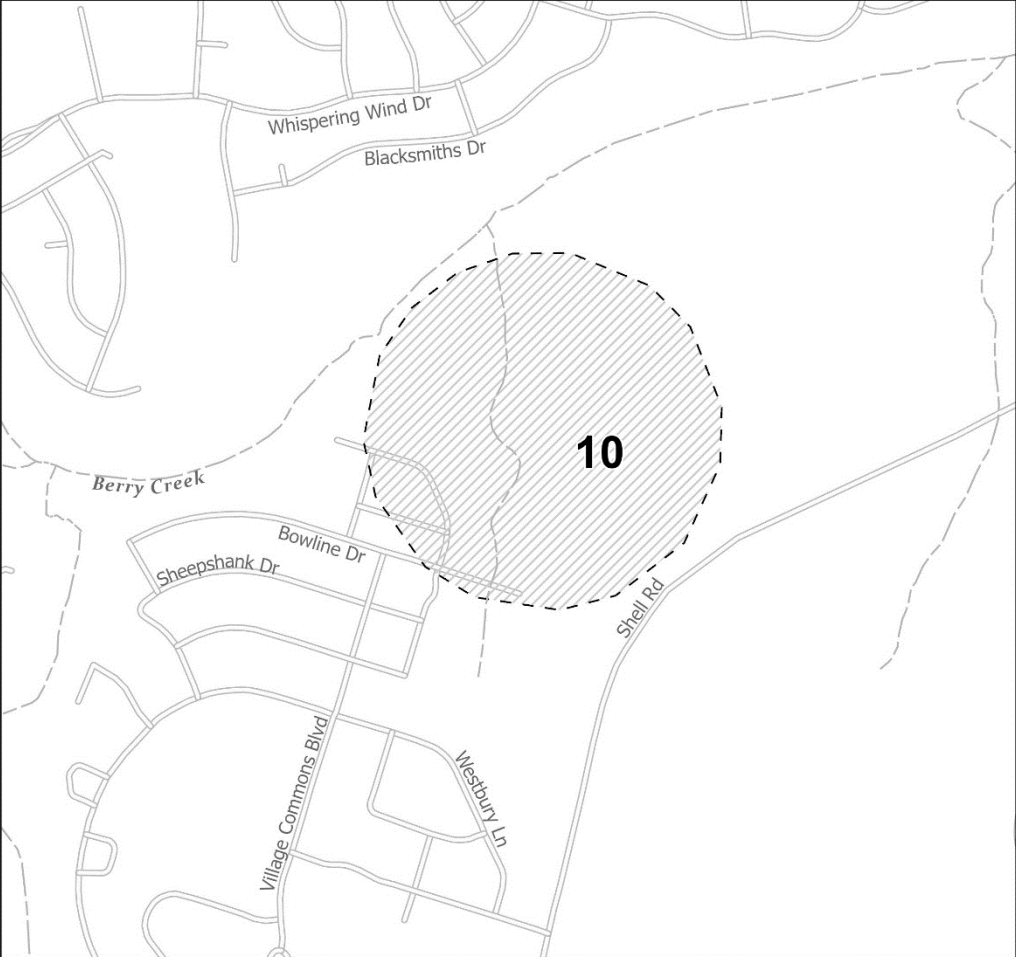 Whispering Wind Dr
Blacksmiths Dr
10
Berry Creek
Bowline Dr
Sheepshank Dr
Shell Rd
Village Commons Blvd
Westbury Ln